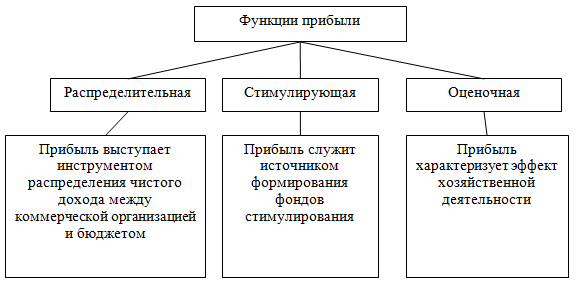 Функции прибыли
Распределительная
Стимулирующая
Оценочная
Прибыль выступает
инструментом
распределения чистого
дохода между
коммерческой организацией
и бюджетом
Прибыль служит
источником
формирования
фондов
стимулирования
Прибыль
характеризует эффект
хозяйственной
деятельности